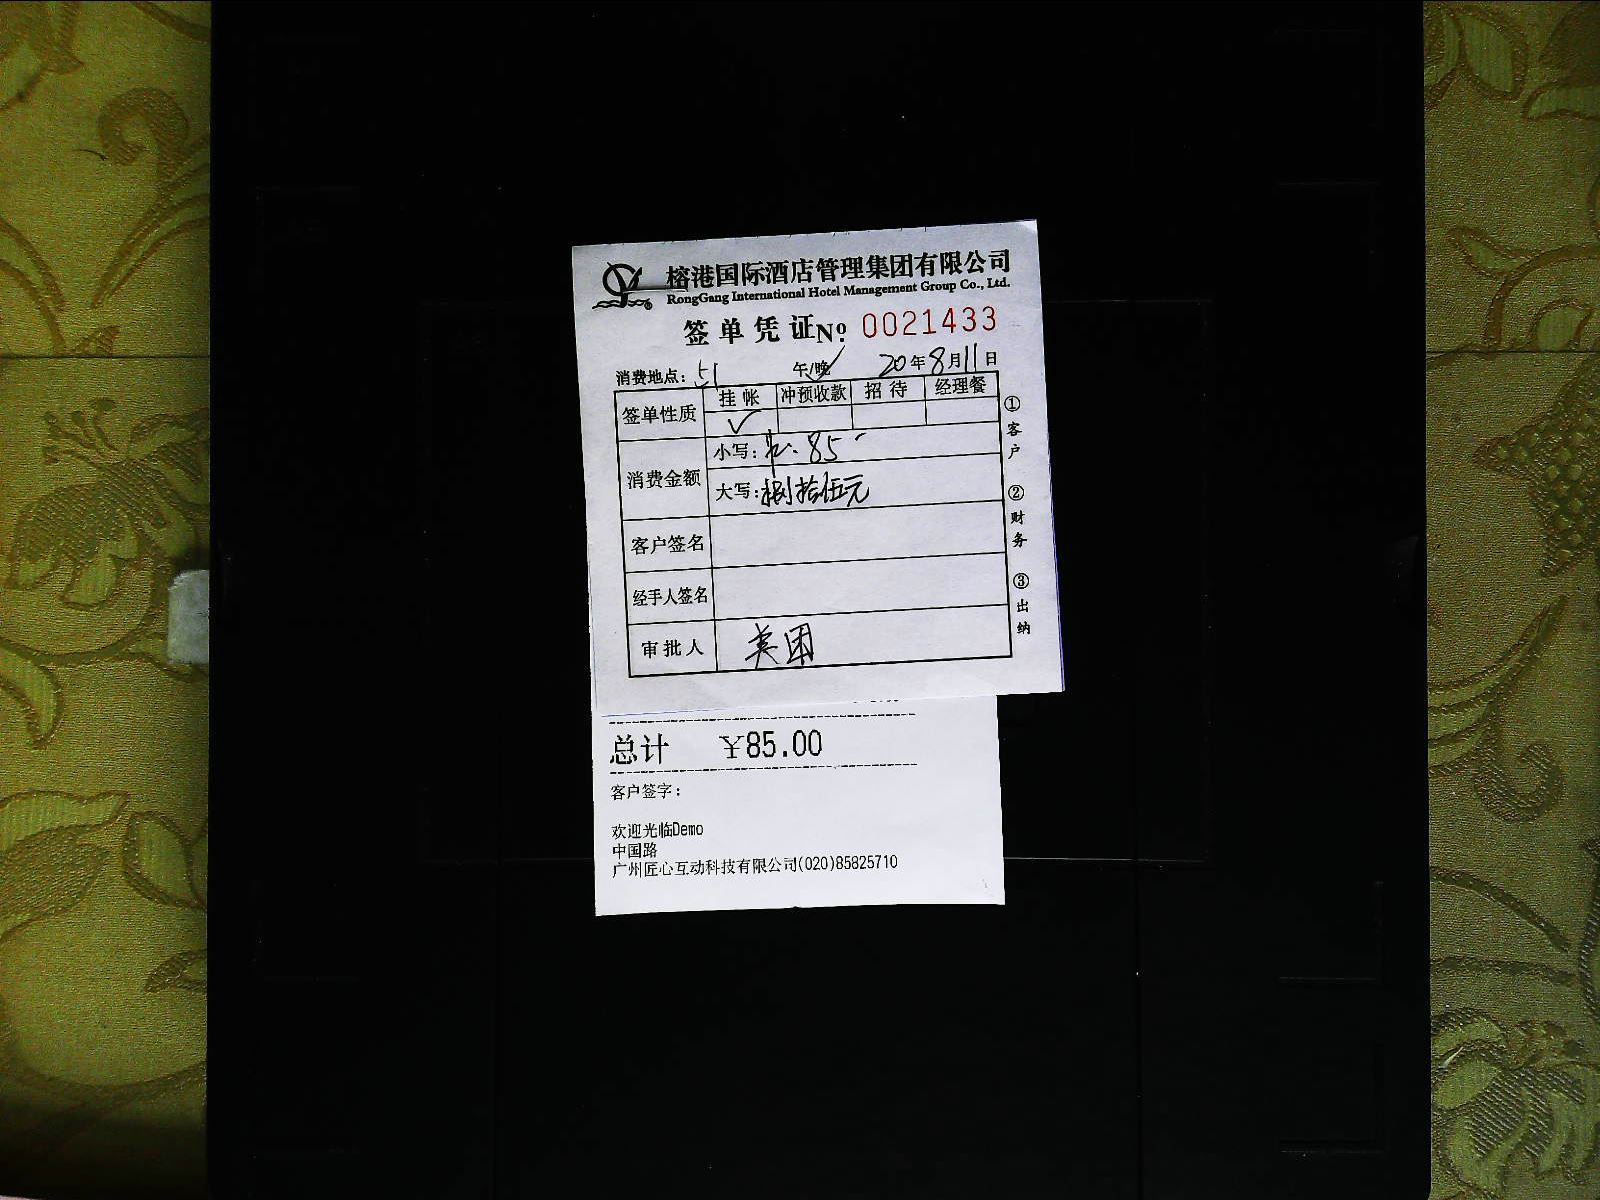 榕港国际酒店管理集团有限公司
RongGang International Hotel Management Group Co., Ltd.
签单凭证 Nº: 0021433
消费地点: 51 午/晚✓ 20年8月11日
签单性质 挂帐 冲预收款 招待 经理餐
✓
消费金额 小写: 85
大写: 捌拾伍元
客户签名
经手人签名
审批人 美团
①客户 ②财务 ③出纳
总计 ¥85.00
客户签字:
欢迎光临Demo
中国路
广州匠心互动科技有限公司(020)85825710